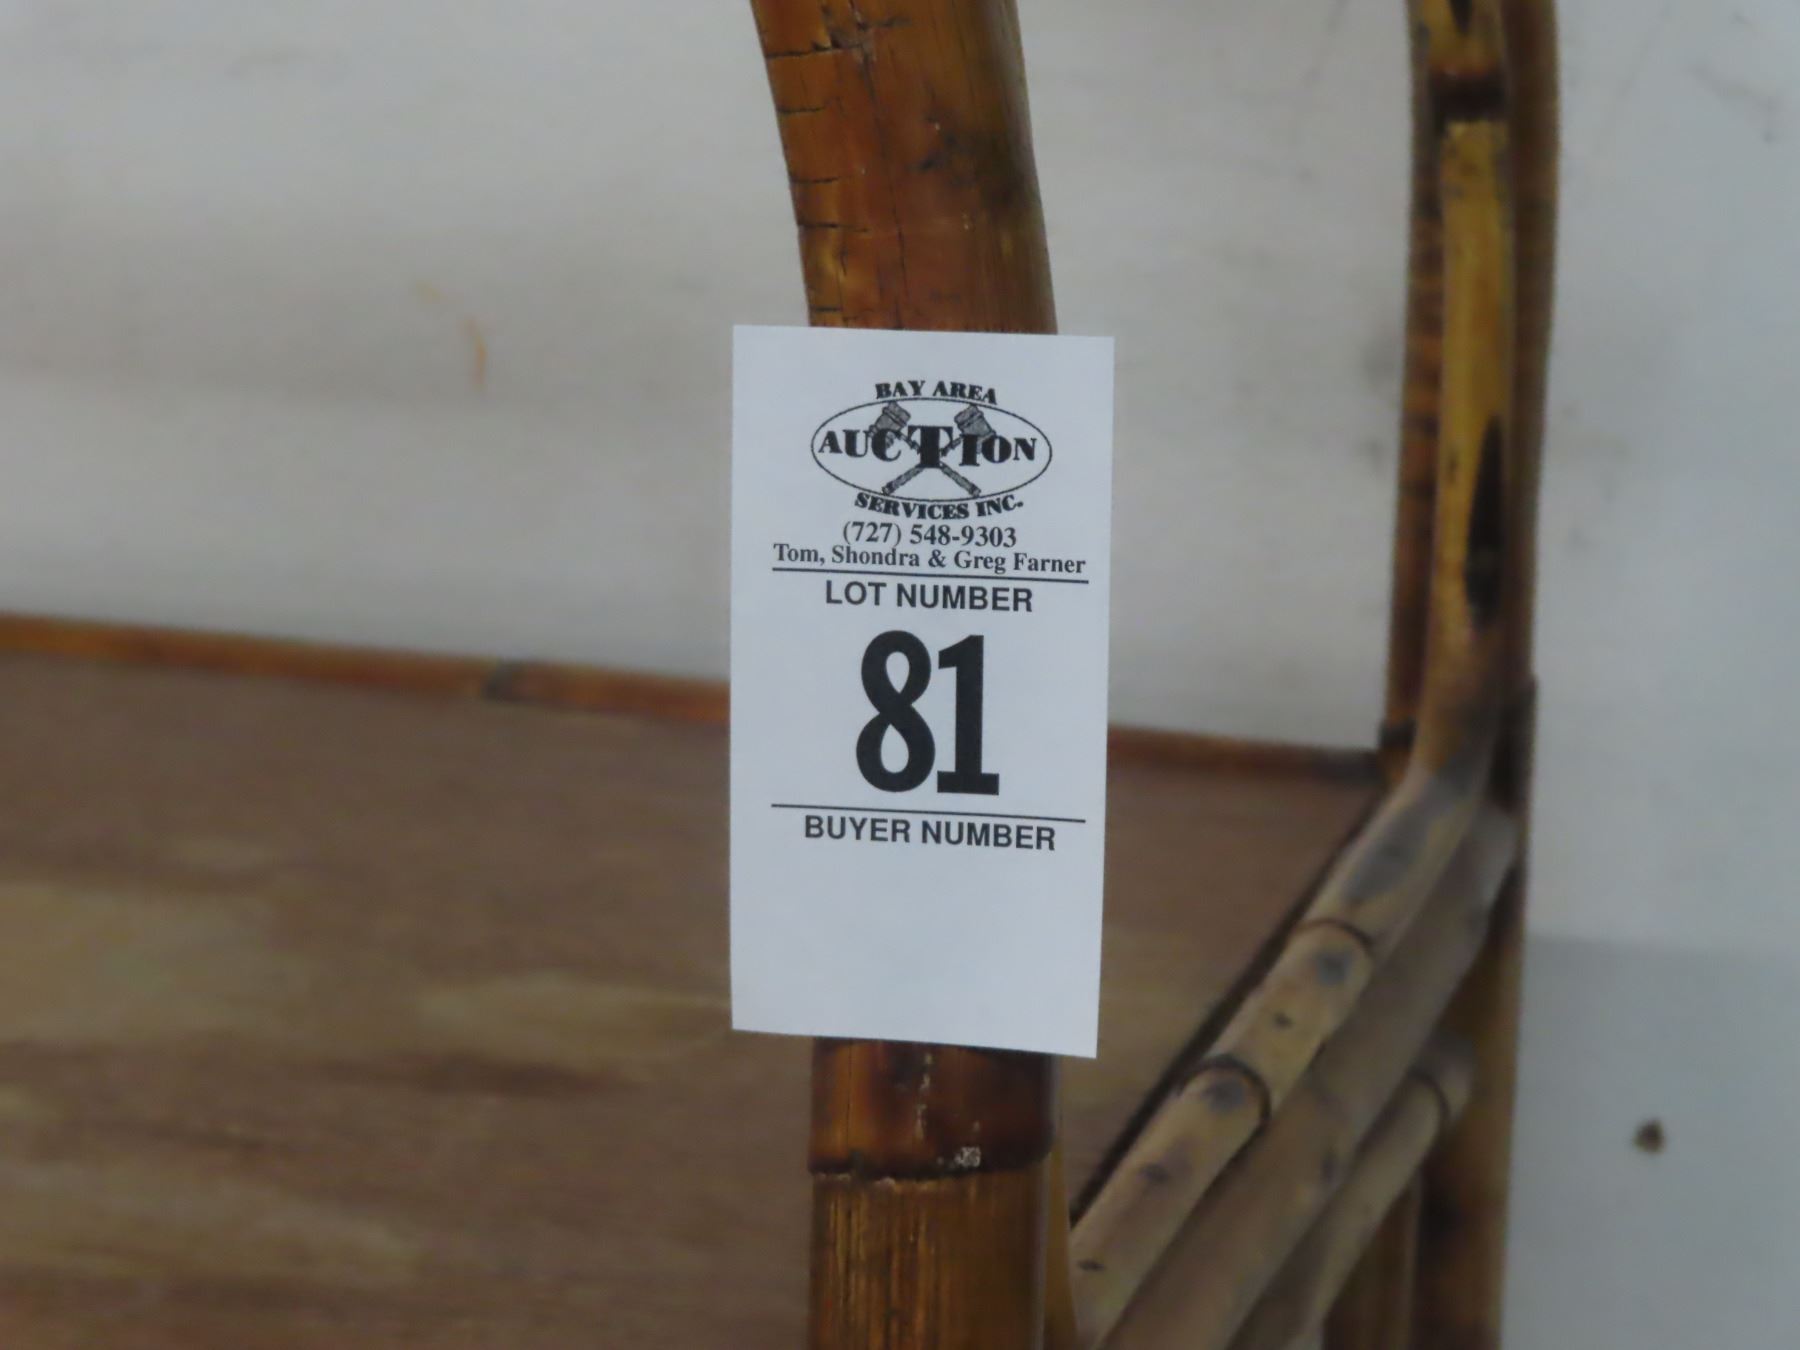 BAY AREA
AUCTION
SERVICES INC.
(727) 548-9303
Tom, Shondra & Greg Farner
LOT NUMBER
81
BUYER NUMBER